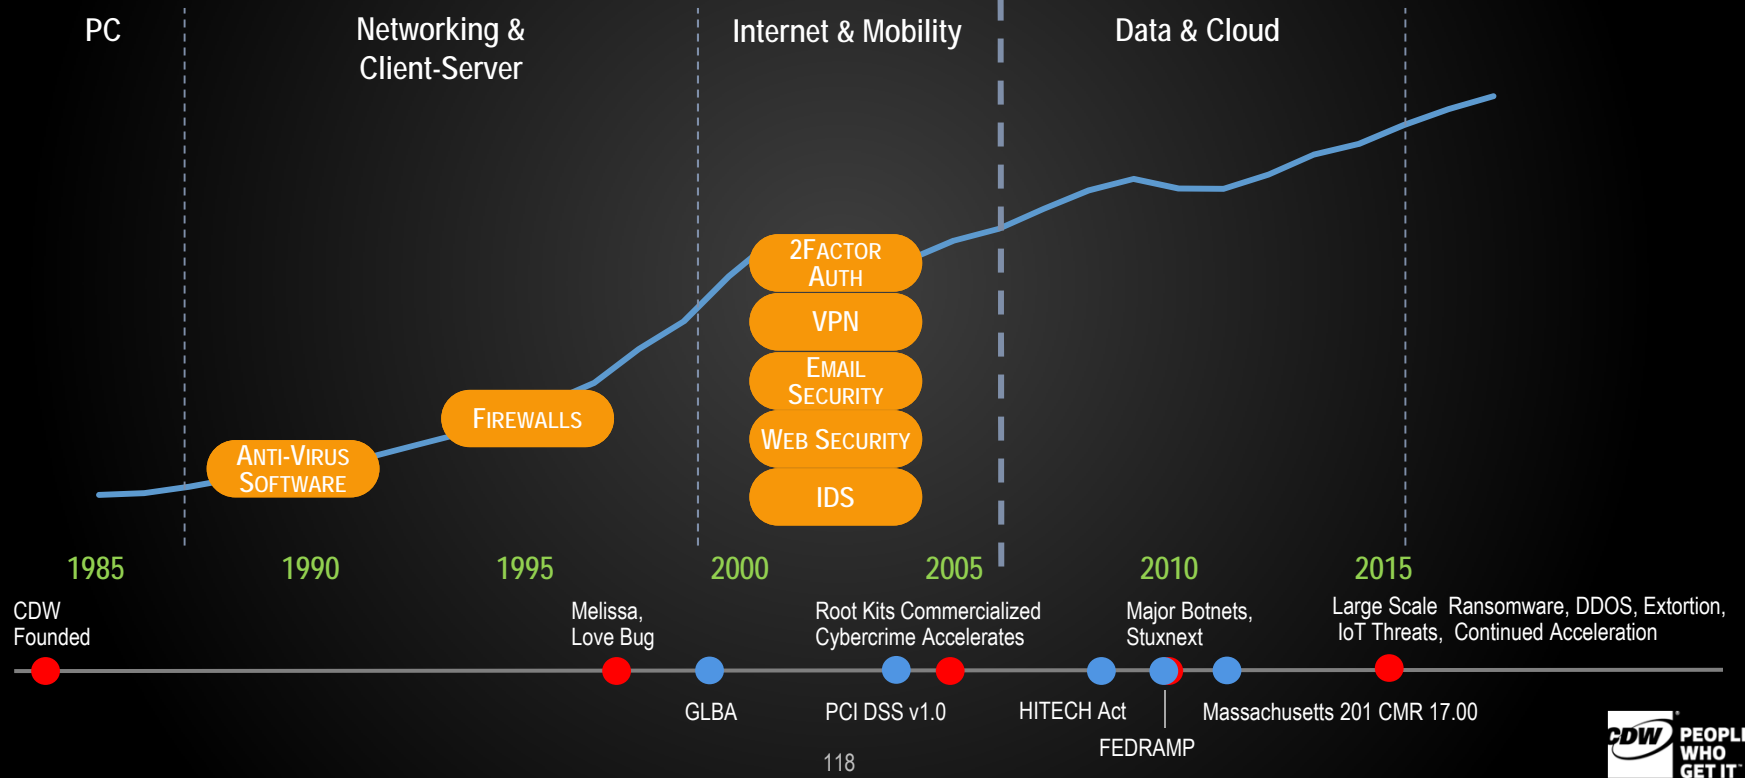 PC
Networking &
Client-Server
Internet & Mobility
Data & Cloud
2FACTOR
AUTH
VPN
EMAIL
SECURITY
WEB SECURITY
IDS
FIREWALLS
ANTI-VIRUS
SOFTWARE
1985 1990 1995 2000 2005 2010 2015
CDW
Founded
Melissa,
Love Bug
Root Kits Commercialized
Cybercrime Accelerates
Major Botnets,
Stuxnext
Large Scale Ransomware, DDOS, Extortion,
IoT Threats, Continued Acceleration
GLBA
PCI DSS v1.0
HITECH Act
Massachusetts 201 CMR 17.00
FEDRAMP
118
CDW
PEOPLE
WHO
GET IT